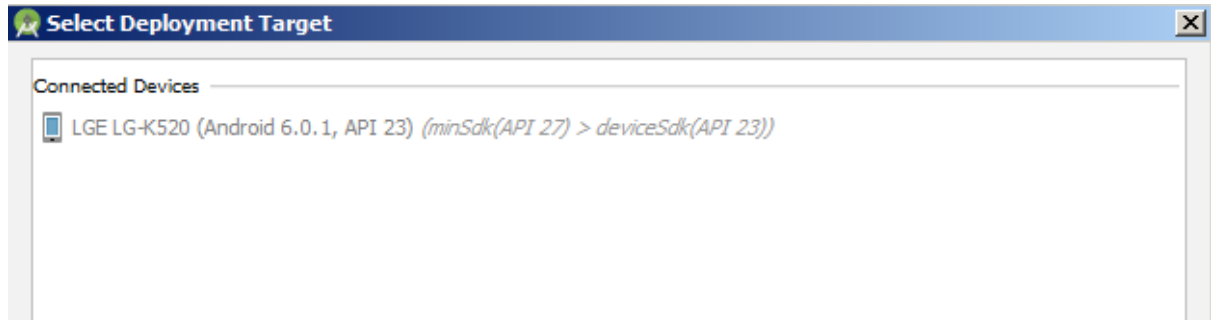 Select Deployment Target
Connected Devices
LGE LG-K520 (Android 6.0.1, API 23) (minSdk(API 27) > deviceSdk(API 23))